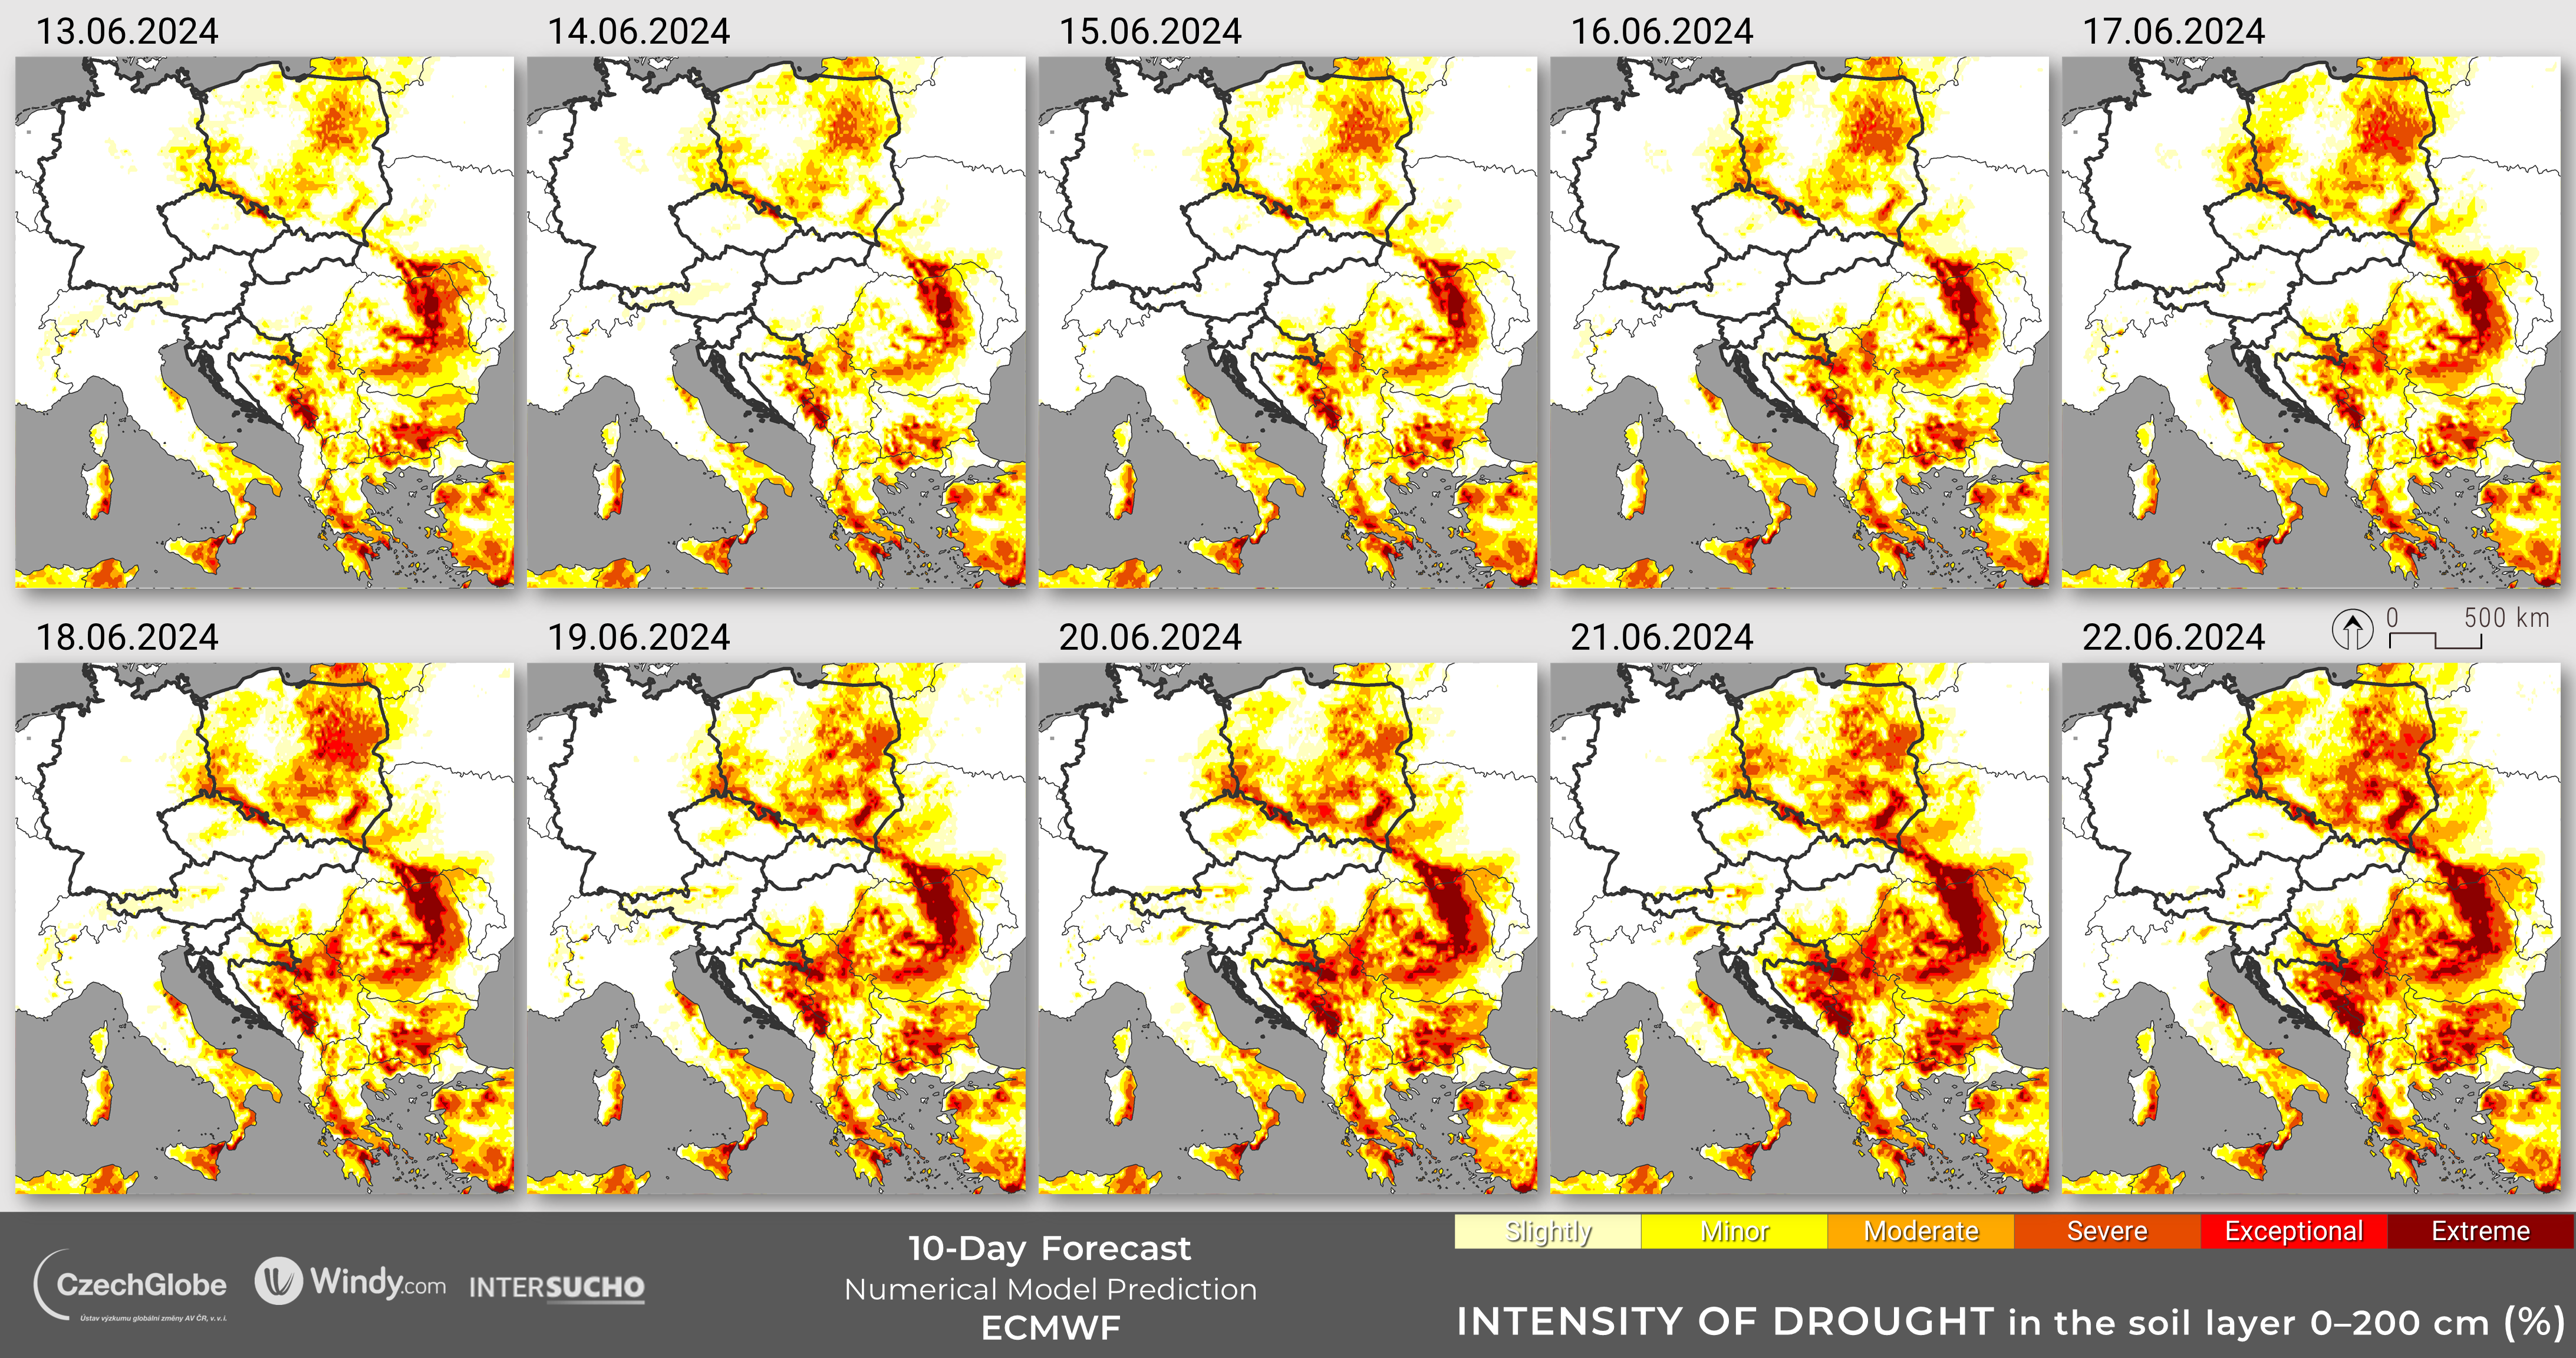 13.06.2024
14.06.2024
15.06.2024
16.06.2024
17.06.2024
18.06.2024
19.06.2024
20.06.2024
21.06.2024
22.06.2024
0 500 km
Slightly Minor Moderate Severe Exceptional Extreme
10-Day Forecast
Numerical Model Prediction
ECMWF
CzechGlobe
Ústav výzkumu globální změny AV ČR, v. v. i.
Windy.com
INTERSUCHO
INTENSITY OF DROUGHT in the soil layer 0–200 cm (%)